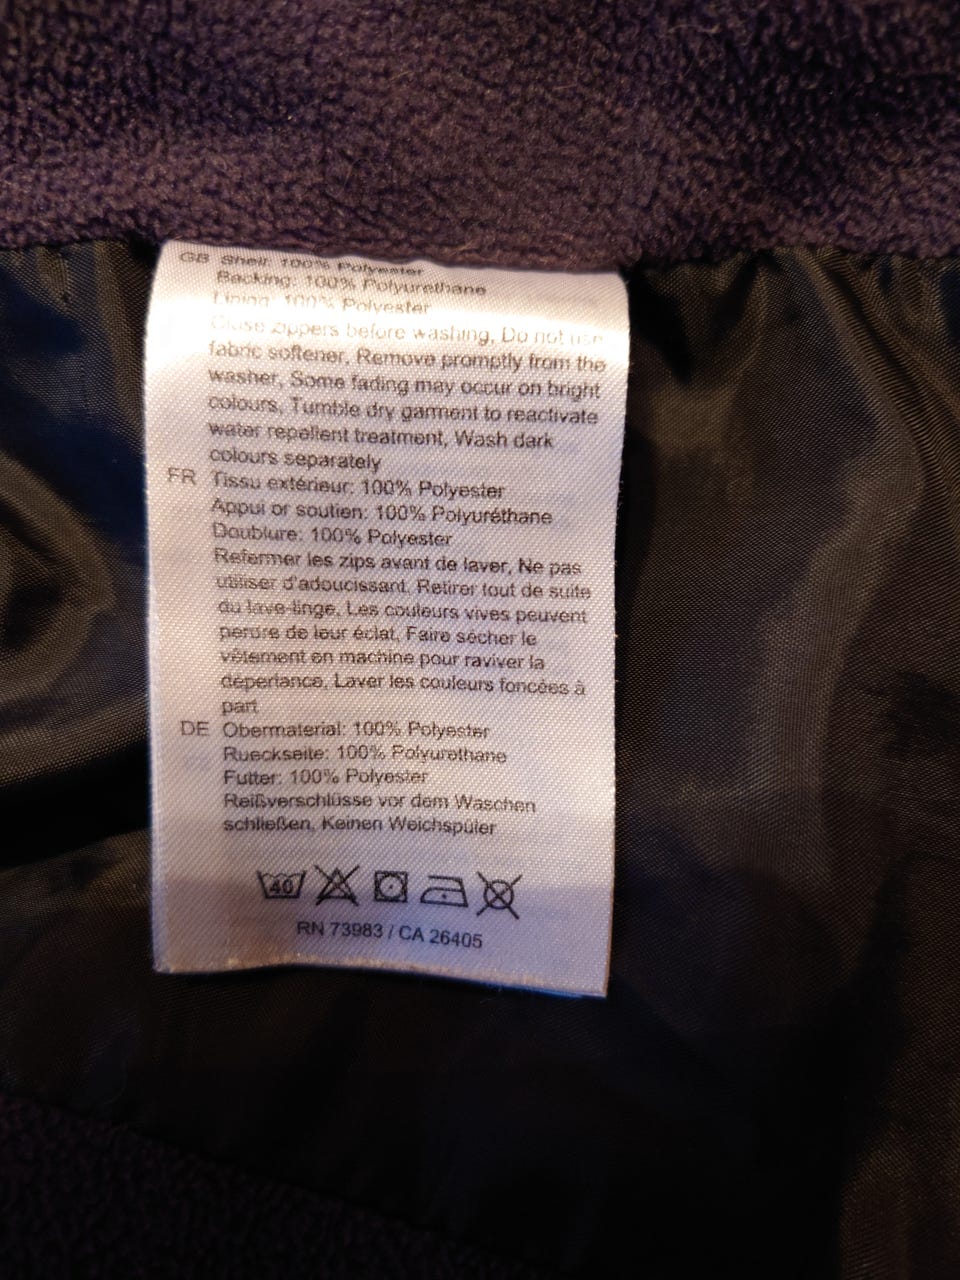 GB Shell: 100% Polyester
Backing: 100% Polyurethane
Lining: 100% Polyester
Close zippers before washing, Do not use
fabric softener, Remove promptly from the
washer, Some fading may occur on bright
colours, Tumble dry garment to reactivate
water repellent treatment, Wash dark
colours separately
FR Tissu extérieur: 100% Polyester
Appui or soutien: 100% Polyuréthane
Doublure: 100% Polyester
Refermer les zips avant de laver, Ne pas
utiliser d'adoucissant, Retirer tout de suite
du lave-linge, Les couleurs vives peuvent
perdre de leur éclat, Faire sécher le
vêtement en machine pour raviver la
déperlance, Laver les couleurs foncées à
part
DE Obermaterial: 100% Polyester
Rueckseite: 100% Polyurethane
Futter: 100% Polyester
Reißverschlüsse vor dem Waschen
schließen, Keinen Weichspüler
40
RN 73983 / CA 26405